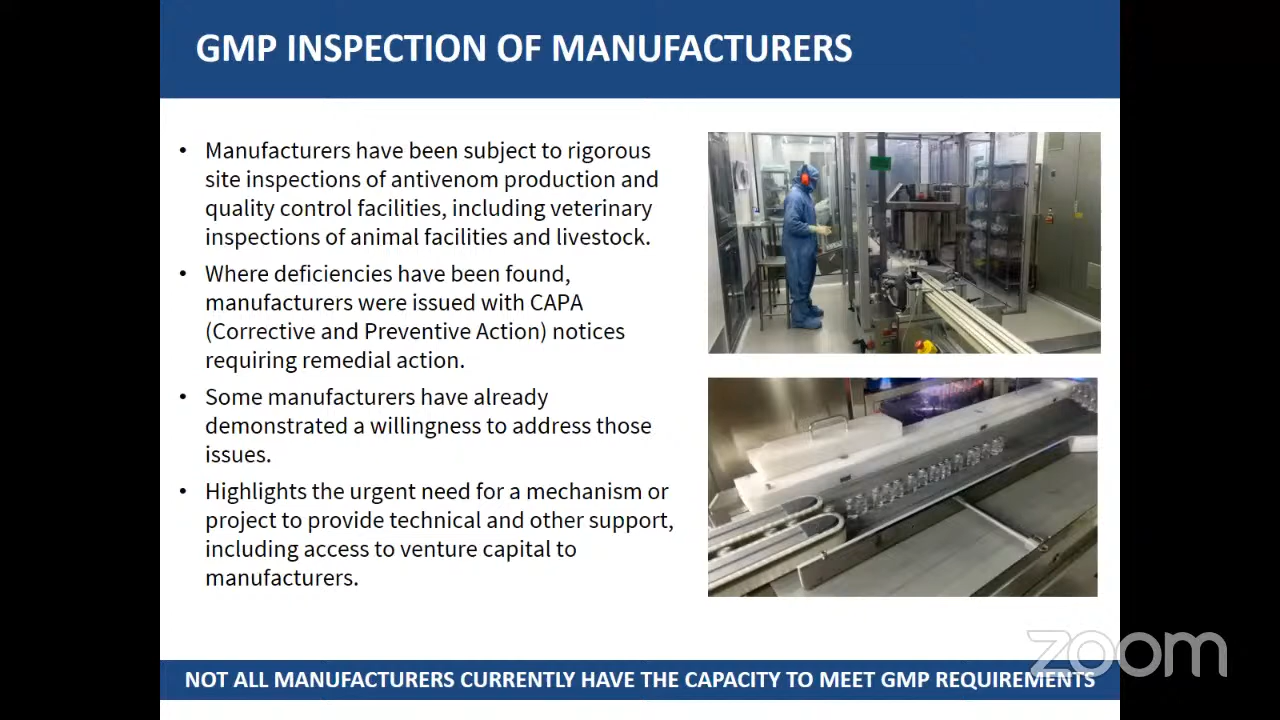 GMP INSPECTION OF MANUFACTURERS
• Manufacturers have been subject to rigorous
site inspections of antivenom production and
quality control facilities, including veterinary
inspections of animal facilities and livestock.
• Where deficiencies have been found,
manufacturers were issued with CAPA
(Corrective and Preventive Action) notices
requiring remedial action.
• Some manufacturers have already
demonstrated a willingness to address those
issues.
• Highlights the urgent need for a mechanism or
project to provide technical and other support,
including access to venture capital to
manufacturers.
zoom
NOT ALL MANUFACTURERS CURRENTLY HAVE THE CAPACITY TO MEET GMP REQUIREMENTS